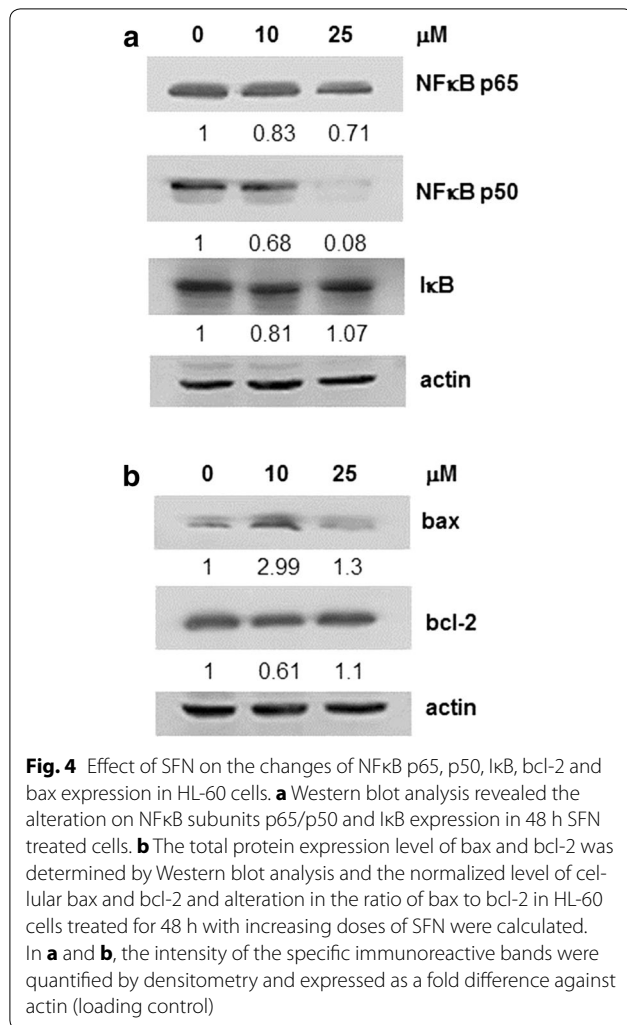 a 0 10 25 μM
NFκB p65
1 0.83 0.71
NFκB p50
1 0.68 0.08
IκB
1 0.81 1.07
actin
b 0 10 25 μM
bax
1 2.99 1.3
bcl-2
1 0.61 1.1
actin
Fig. 4 Effect of SFN on the changes of NFκB p65, p50, IκB, bcl-2 and
bax expression in HL-60 cells. a Western blot analysis revealed the
alteration on NFκB subunits p65/p50 and IκB expression in 48 h SFN
treated cells. b The total protein expression level of bax and bcl-2 was
determined by Western blot analysis and the normalized level of cel-
lular bax and bcl-2 and alteration in the ratio of bax to bcl-2 in HL-60
cells treated for 48 h with increasing doses of SFN were calculated.
In a and b, the intensity of the specific immunoreactive bands were
quantified by densitometry and expressed as a fold difference against
actin (loading control)